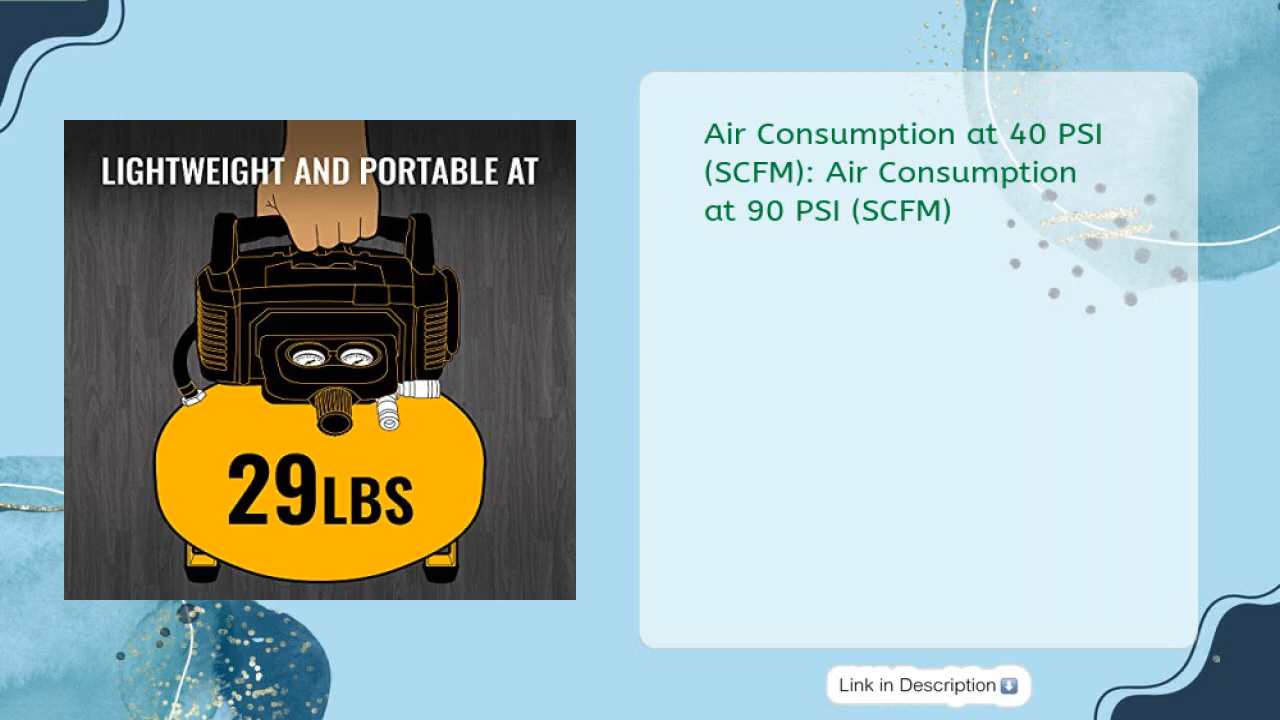 LIGHTWEIGHT AND PORTABLE AT
29LBS
Air Consumption at 40 PSI
(SCFM): Air Consumption
at 90 PSI (SCFM)
Link in Description⬇️